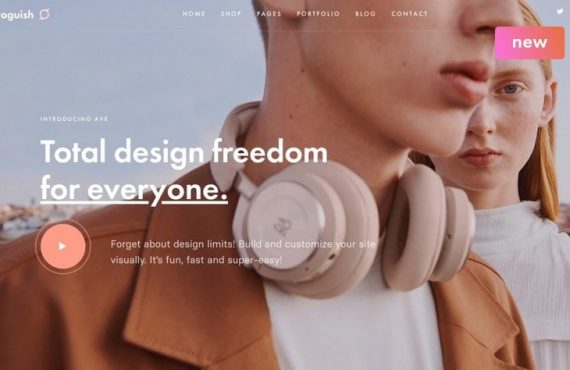 oguish
HOME SHOP PAGES PORTFOLIO BLOG CONTACT
new
INTRODUCING AVE
Total design freedom
for everyone.
Forget about design limits! Build and customize your site
visually. It's fun, fast and super-easy!